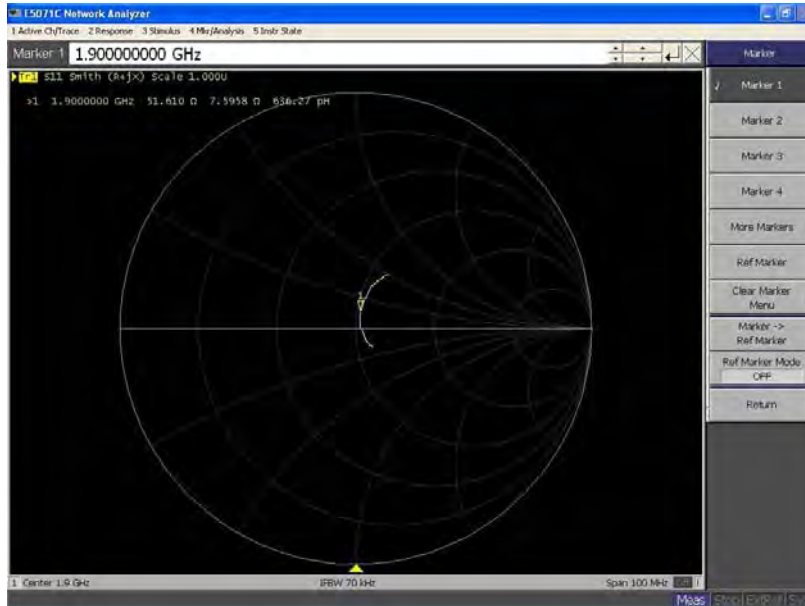 E5071C Network Analyzer
1 Active Ch/Trace 2 Response 3 Stimulus 4 Mkr/Analysis 5 Instr State
Marker 1 1.900000000 GHz
Marker
Tr1 S11 Smith (R+jX) Scale 1.000U
>1 1.9000000 GHz 51.610 Ω 7.5958 Ω 636.27 pH
1
Marker 1
Marker 2
Marker 3
Marker 4
More Markers
Ref Marker
Clear Marker
Menu
Marker ->
Ref Marker
Ref Marker Mode
OFF
Return
1 Center 1.9 GHz IFBW 70 kHz Span 100 MHz
Meas Stop ExtRef Svc